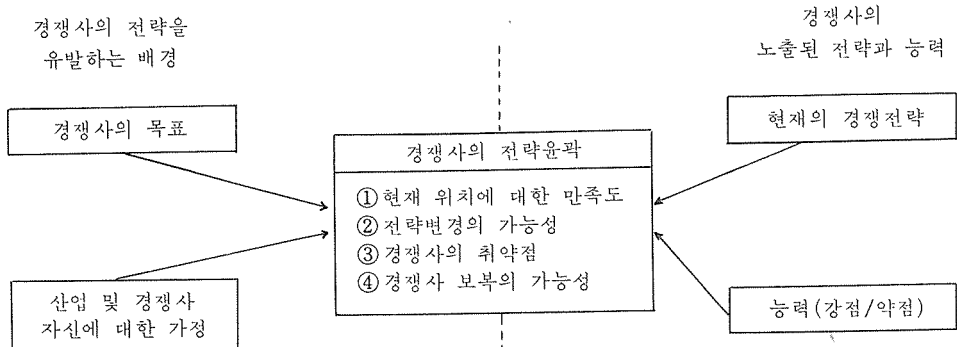 경쟁사의 전략을
유발하는 배경
경쟁사의
노출된 전략과 능력
경쟁사의 목표
현재의 경쟁전략
경쟁사의 전략윤곽
①현재 위치에 대한 만족도
②전략변경의 가능성
③경쟁사의 취약점
④경쟁사 보복의 가능성
산업 및 경쟁사
자신에 대한 가정
능력(강점/약점)